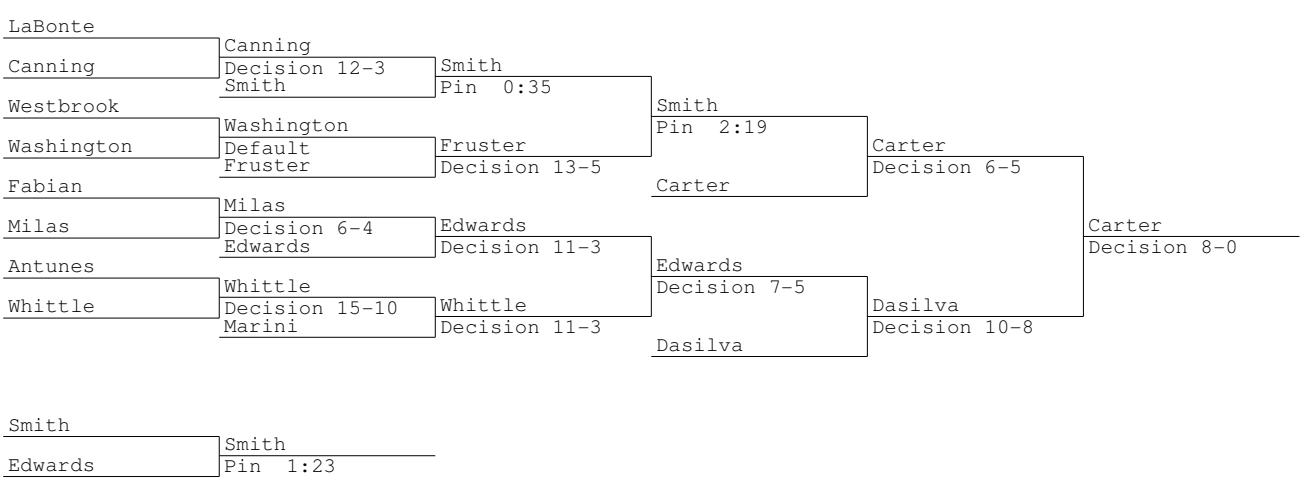 LaBonte
Canning
Canning
Decision 12-3
Smith
Smith
Pin 0:35
Westbrook
Smith
Pin 2:19
Washington
Washington
Default
Fruster
Fruster
Decision 13-5
Carter
Decision 6-5
Fabian
Carter
Milas
Milas
Decision 6-4
Edwards
Edwards
Decision 11-3
Carter
Decision 8-0
Antunes
Edwards
Decision 7-5
Whittle
Whittle
Decision 15-10
Marini
Whittle
Decision 11-3
Dasilva
Decision 10-8
Dasilva
Smith
Smith
Edwards
Pin 1:23